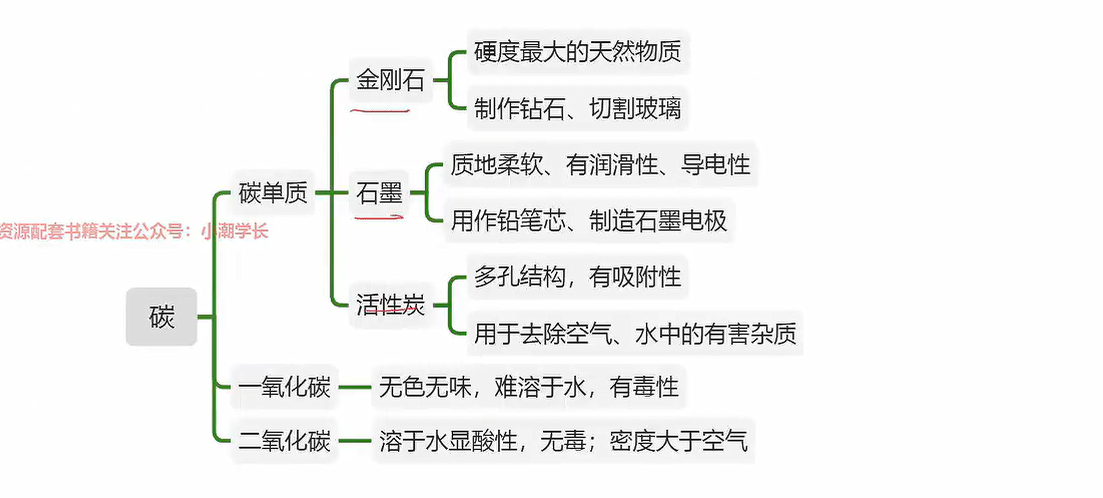 硬度最大的天然物质
金刚石
制作钻石、切割玻璃
质地柔软、有润滑性、导电性
碳单质
石墨
用作铅笔芯、制造石墨电极
资源配套书籍关注公众号：小潮学长
多孔结构，有吸附性
活性炭
用于去除空气、水中的有害杂质
碳
一氧化碳
无色无味，难溶于水，有毒性
二氧化碳
溶于水显酸性，无毒；密度大于空气